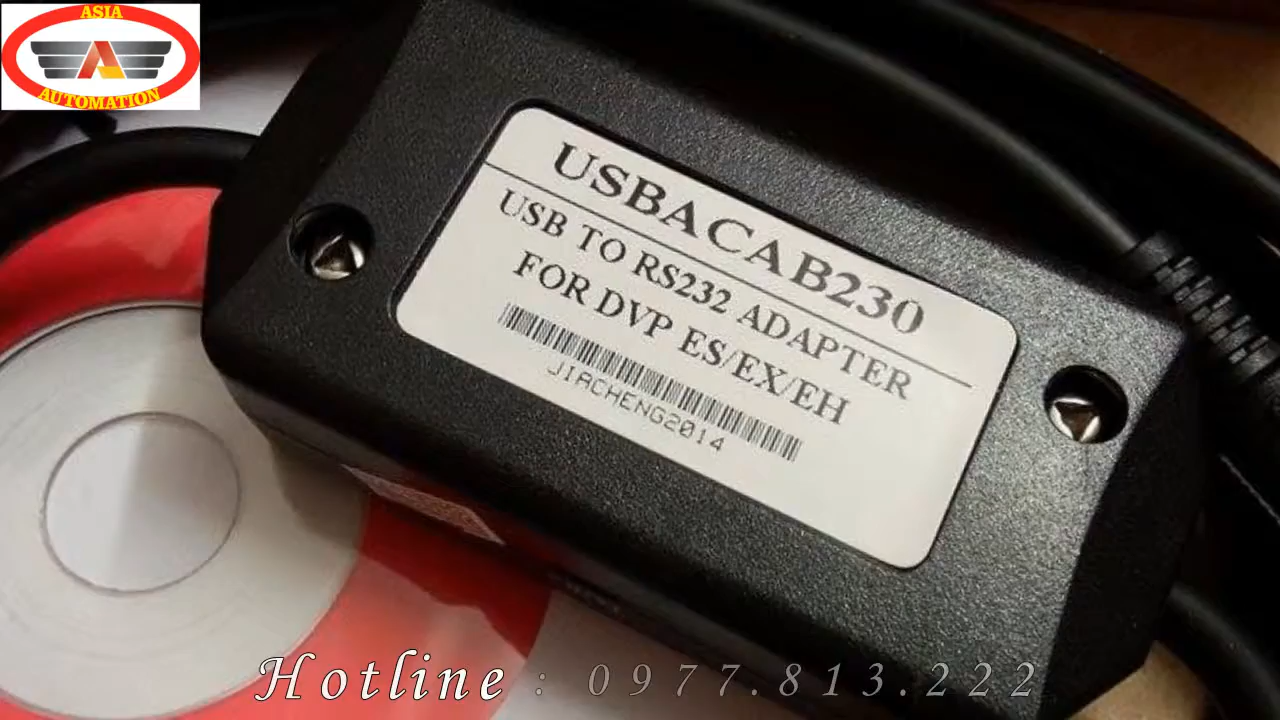 ASIA
AUTOMATION
USBACAB230
USB TO RS232 ADAPTER
FOR DVP ES/EX/EH
JIACHENG2014
Hotline : 0977.813.222